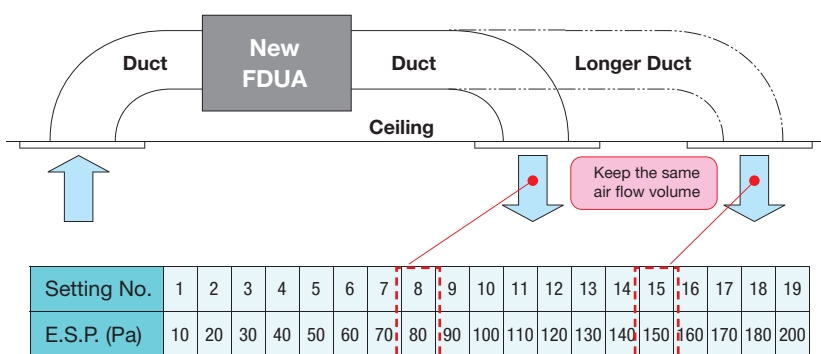 New
FDUA
Duct
Duct
Longer Duct
Ceiling
Keep the same
air flow volume
Setting No. 1 2 3 4 5 6 7 8 9 10 11 12 13 14 15 16 17 18 19
E.S.P. (Pa) 10 20 30 40 50 60 70 80 90 100 110 120 130 140 150 160 170 180 200